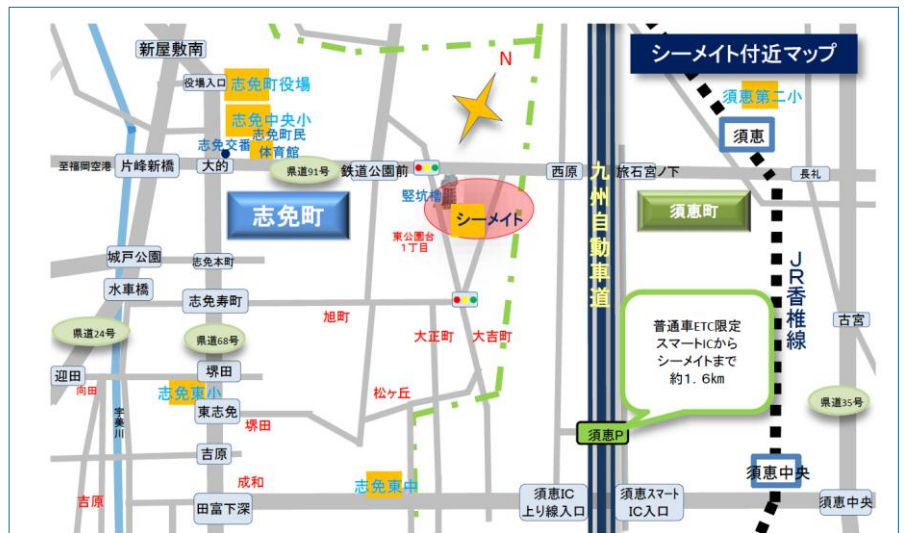 シーメイト付近マップ
新屋敷南
N
役場入口
志免町役場
須恵第二小
志免中央小
志免町民
体育館
志免交番
須恵
至福岡空港
片峰新橋
大的
県道91号
鉄道公園前
西原
旅石宮ノ下
長礼
竪坑櫓
志免町
シーメイト
須恵町
九州自動車道
東公園台
1丁目
城戸公園
志免本町
JR香椎線
水車橋
志免寿町
旭町
大正町
大吉町
普通車ETC限定
スマートICから
シーメイトまで
約1.6km
古宮
県道24号
県道68号
迎田
堺田
向田
志免東小
松ヶ丘
県道35号
宇美川
東志免
堺田
須恵P
吉原
須恵中央
成和
志免東中
吉原
田富下深
須恵IC
上り線入口
須恵スマート
IC入口
須恵中央